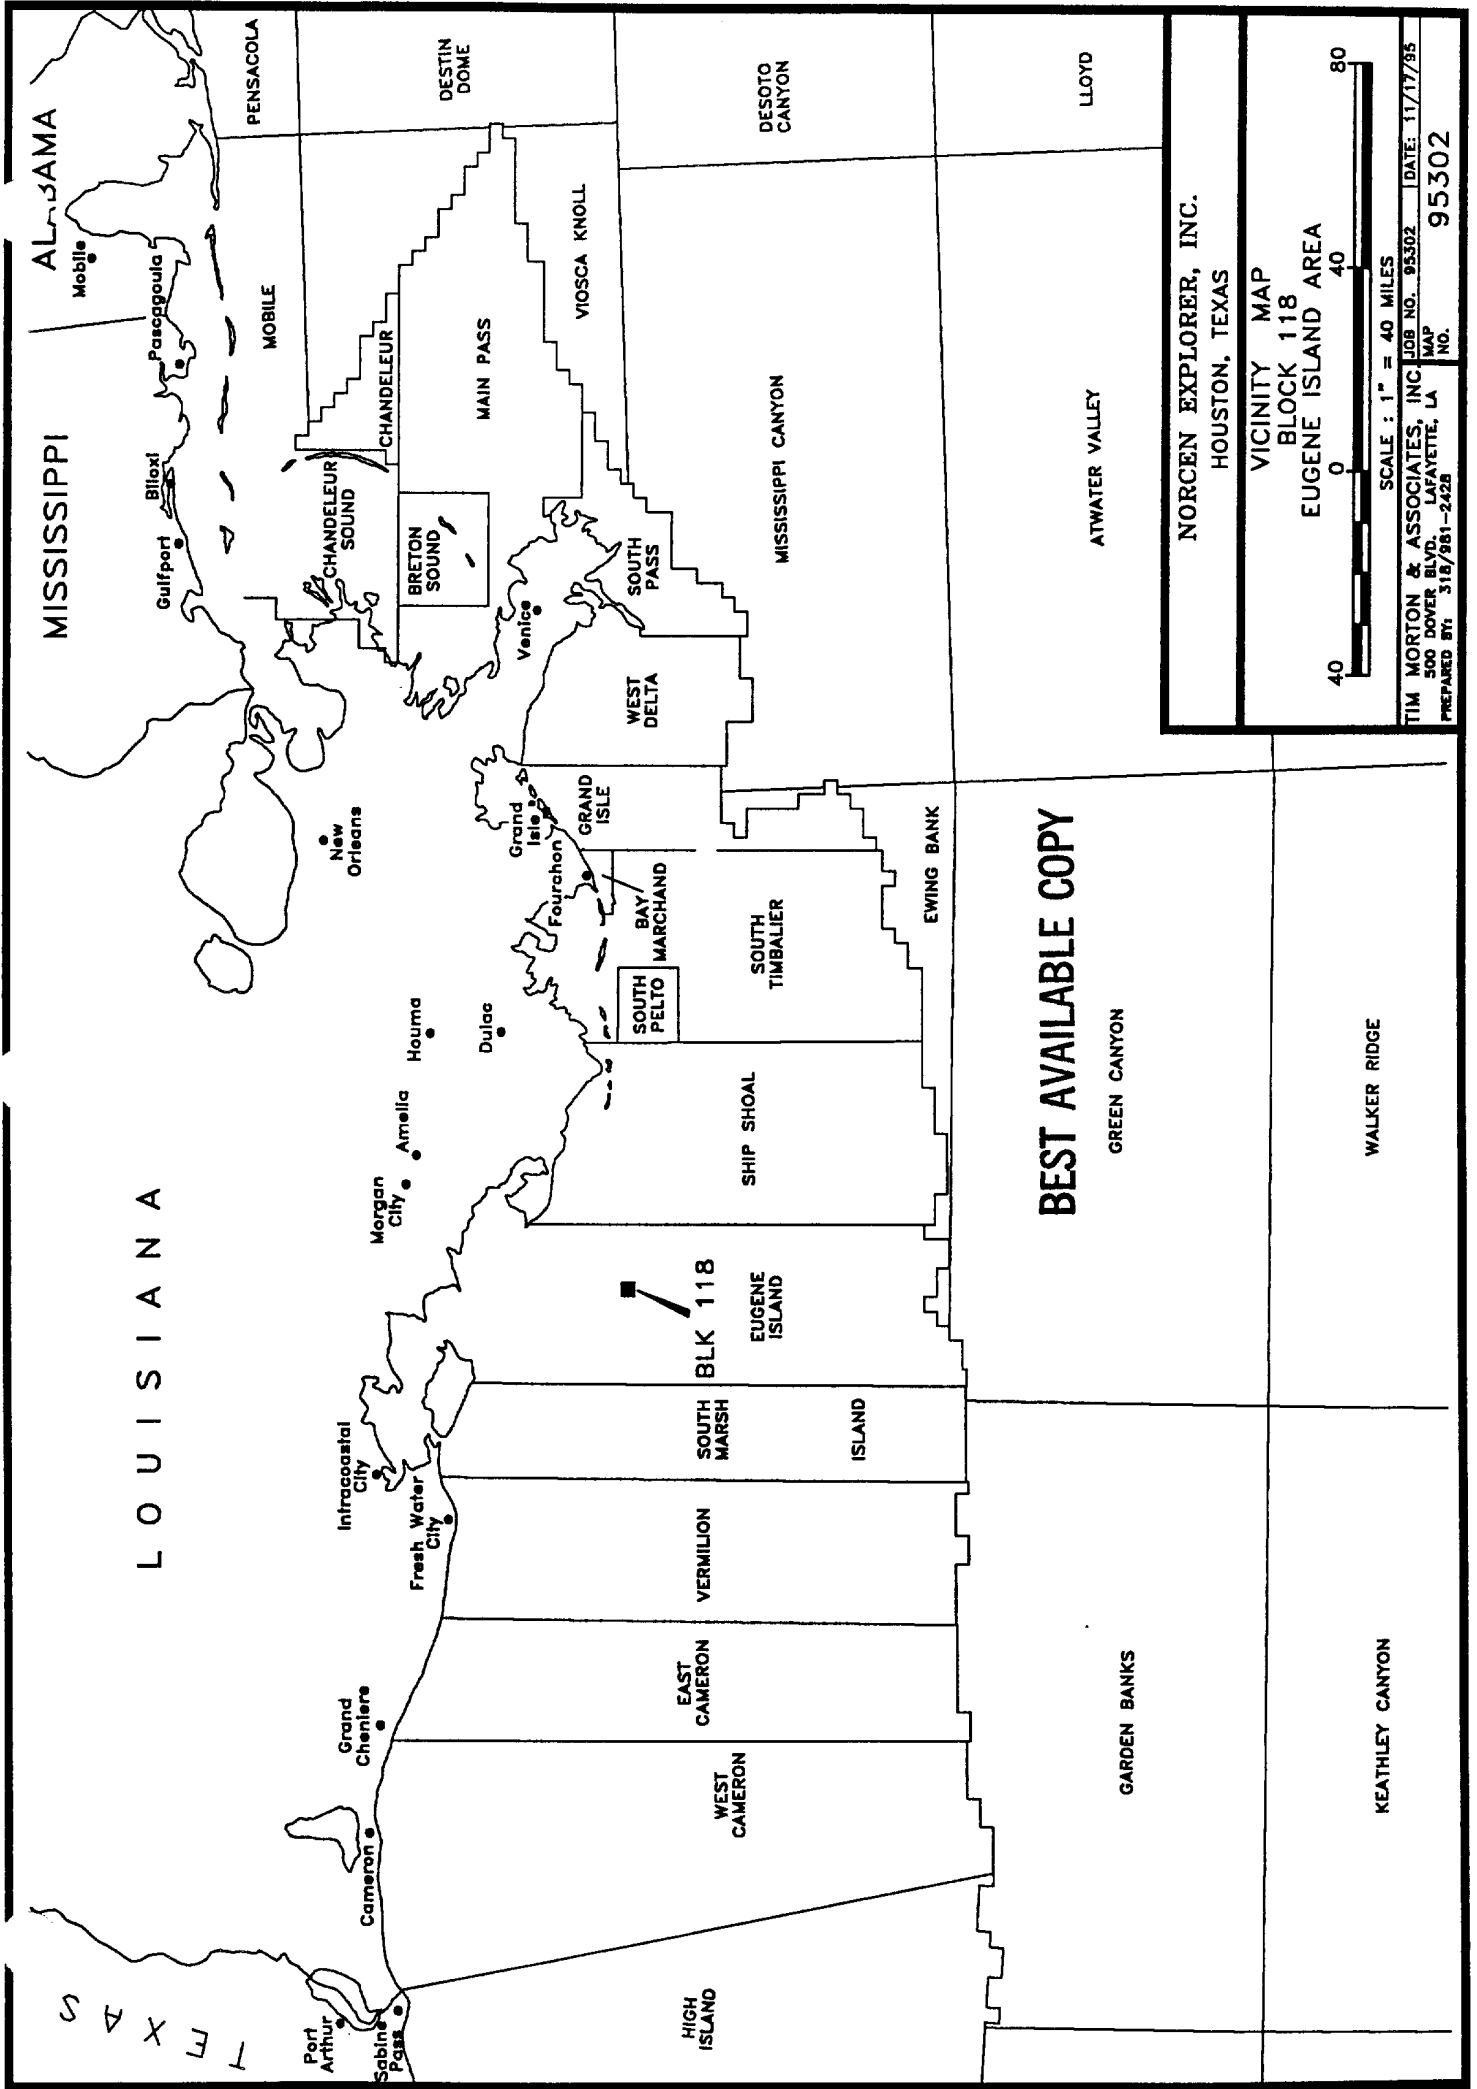 TEXAS
LOUISIANA
MISSISSIPPI
ALABAMA
Port
Arthur
Sabine
Pass
Cameron
Grand
Cheniere
Intracoastal
City
Fresh Water
City
Morgan
City
Amelia
Houma
Dulac
New
Orleans
Fourchon
Grand
Isle
Venice
Gulfport
Biloxi
Pascagoula
Mobile
HIGH
ISLAND
WEST
CAMERON
EAST
CAMERON
VERMILION
SOUTH
MARSH
ISLAND
BLK 118
EUGENE
ISLAND
SHIP SHOAL
SOUTH
PELTO
BAY
MARCHAND
SOUTH
TIMBALIER
GRAND
ISLE
WEST
DELTA
SOUTH
PASS
BRETON
SOUND
CHANDELEUR
SOUND
CHANDELEUR
MAIN PASS
MOBILE
VIOSCA KNOLL
PENSACOLA
DESTIN
DOME
DESOTO
CANYON
LLOYD
MISSISSIPPI CANYON
ATWATER VALLEY
EWING BANK
GREEN CANYON
WALKER RIDGE
GARDEN BANKS
KEATHLEY CANYON
BEST AVAILABLE COPY
NORCEN EXPLORER, INC.
HOUSTON, TEXAS
VICINITY MAP
BLOCK 118
EUGENE ISLAND AREA
40 0 40 80
SCALE : 1" = 40 MILES
TIM MORTON & ASSOCIATES, INC.
500 DOVER BLVD. LAFAYETTE, LA
PREPARED BY: 318/981-2428
JOB NO. 95302
DATE: 11/17/95
MAP
NO.
95302